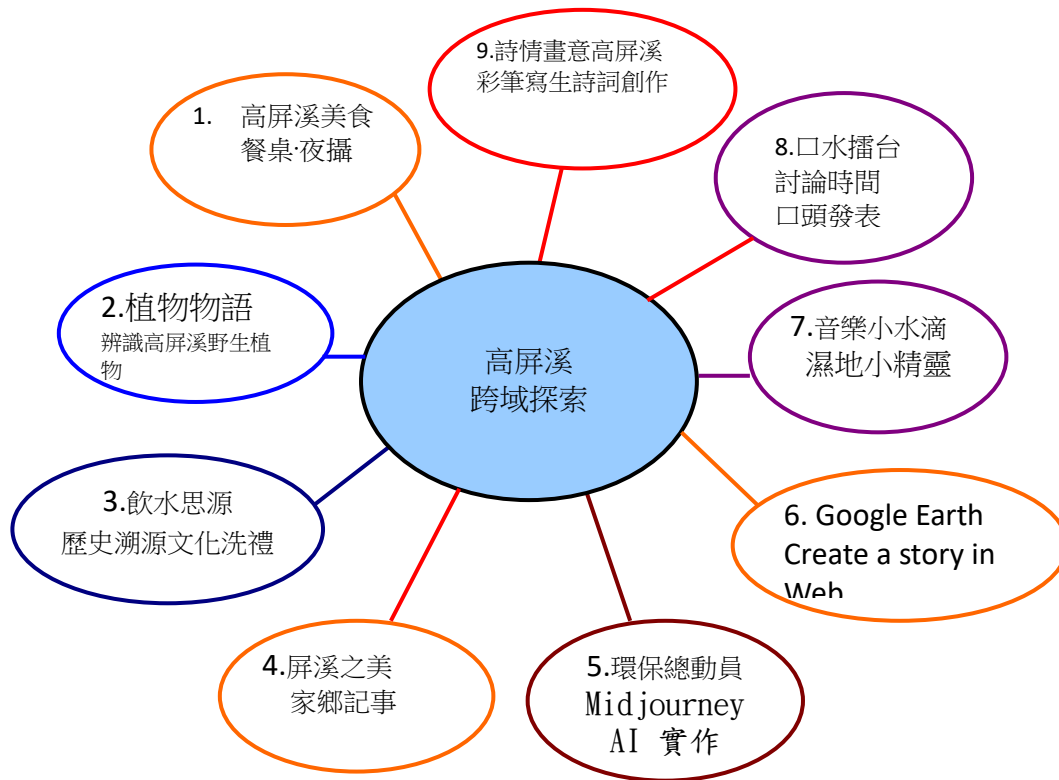 高屏溪
跨域探索
1. 高屏溪美食
餐桌·夜攝
2.植物物語
辨識高屏溪野生植
物
3.飲水思源
歷史溯源文化洗禮
4.屏溪之美
家鄉記事
5.環保總動員
Midjourney
AI 實作
6. Google Earth
Create a story in
Web
7.音樂小水滴
濕地小精靈
8.口水擂台
討論時間
口頭發表
9.詩情畫意高屏溪
彩筆寫生詩詞創作